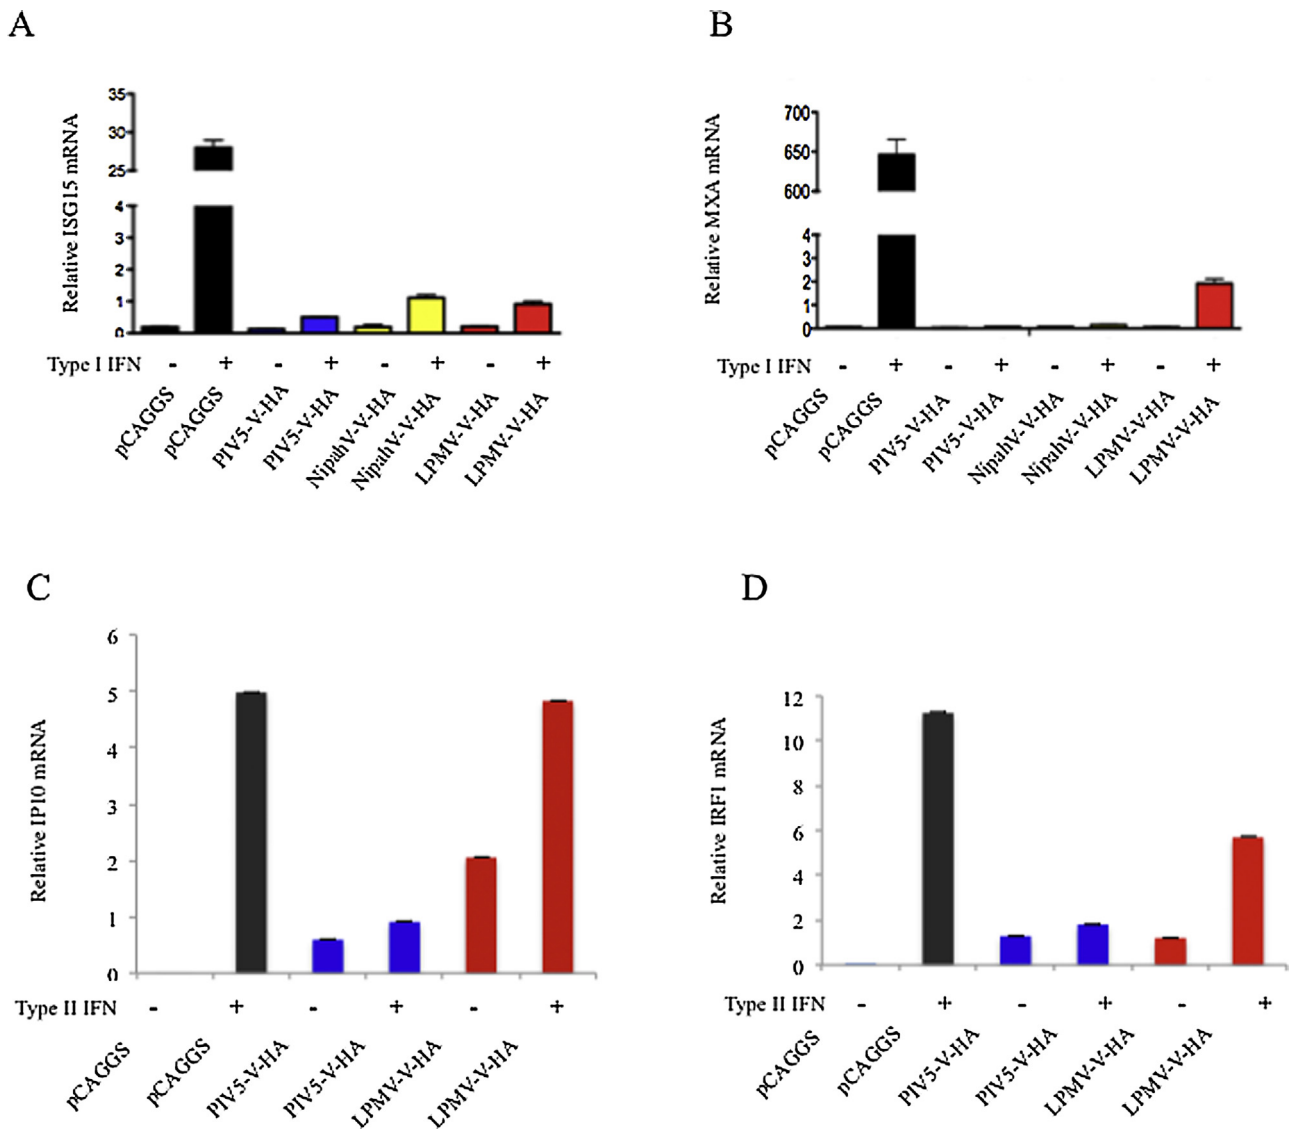 A
B
Relative ISG15 mRNA
35
30
25
4
3
2
1
0
Type I IFN - + - + - + - +
pCAGGS pCAGGS PIV5-V-HA PIV5-V-HA NipahV-V-HA NipahV-V-HA LPMV-V-HA LPMV-V-HA
Relative MXA mRNA
700
650
600
4
3
2
1
0
Type I IFN - + - + - + - +
pCAGGS pCAGGS PIV5-V-HA PIV5-V-HA NipahV-V-HA NipahV-V-HA LPMV-V-HA LPMV-V-HA
C
D
Relative IP10 mRNA
6
5
4
3
2
1
0
Type II IFN - + - + - +
pCAGGS pCAGGS PIV5-V-HA PIV5-V-HA LPMV-V-HA LPMV-V-HA
Relative IRF1 mRNA
12
10
8
6
4
2
0
Type II IFN - + - + - +
pCAGGS pCAGGS PIV5-V-HA PIV5-V-HA LPMV-V-HA LPMV-V-HA